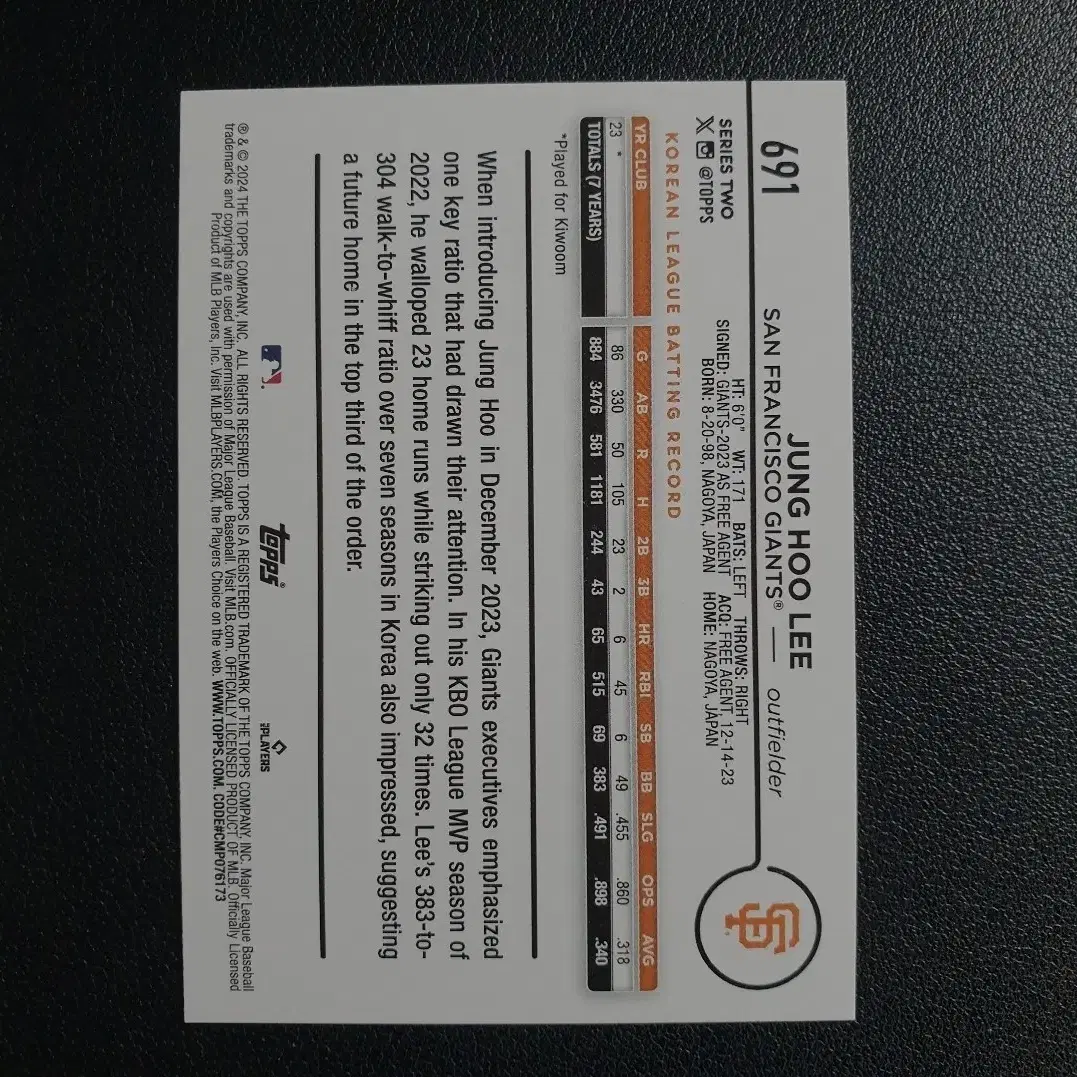 691
JUNG HOO LEE
SAN FRANCISCO GIANTS® — outfielder
SERIES TWO
@TOPPS
HT: 6'0" WT: 171 BATS: LEFT THROWS: RIGHT
SIGNED: GIANTS-2023 AS FREE AGENT ACQ: FREE AGENT, 12-14-23
BORN: 8-20-98, NAGOYA, JAPAN HOME: NAGOYA, JAPAN
SF
KOREAN LEAGUE BATTING RECORD
YR CLUB G AB R H 2B 3B HR RBI SB BB SLG OPS AVG
23 * 86 330 50 105 23 2 6 45 6 49 .455 .860 .318
TOTALS (7 YEARS) 884 3476 581 1181 244 43 65 515 69 383 .491 .898 .340
*Played for Kiwoom
When introducing Jung Hoo in December 2023, Giants executives emphasized
one key ratio that had drawn their attention. In his KBO League MVP season of
2022, he walloped 23 home runs while striking out only 32 times. Lee's 383-to-
304 walk-to-whiff ratio over seven seasons in Korea also impressed, suggesting
a future home in the top third of the order.
topps®
PLAYERS
® & © 2024 THE TOPPS COMPANY, INC. ALL RIGHTS RESERVED. TOPPS IS A REGISTERED TRADEMARK OF THE TOPPS COMPANY, INC. Major League Baseball
trademarks and copyrights are used with permission of Major League Baseball. Visit MLB.com. OFFICIALLY LICENSED PRODUCT OF MLB. Officially Licensed
Product of MLB Players, Inc. Visit MLBPLAYERS.COM, the Players Choice on the web. WWW.TOPPS.COM. CODE#CMP076173